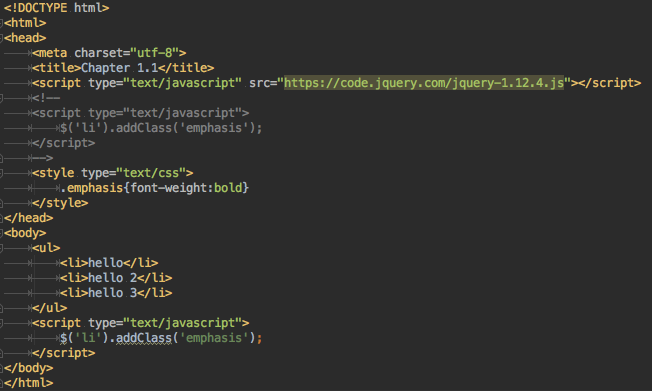 <!DOCTYPE html>
<html>
<head>
    <meta charset="utf-8">
    <title>Chapter 1.1</title>
    <script type="text/javascript" src="https://code.jquery.com/jquery-1.12.4.js"></script>
    <!--
    <script type="text/javascript">
        $('li').addClass('emphasis');
    </script>
    -->
    <style type="text/css">
        .emphasis{font-weight:bold}
    </style>
</head>
<body>
    <ul>
        <li>hello</li>
        <li>hello 2</li>
        <li>hello 3</li>
    </ul>
    <script type="text/javascript">
        $('li').addClass('emphasis');
    </script>
</body>
</html>